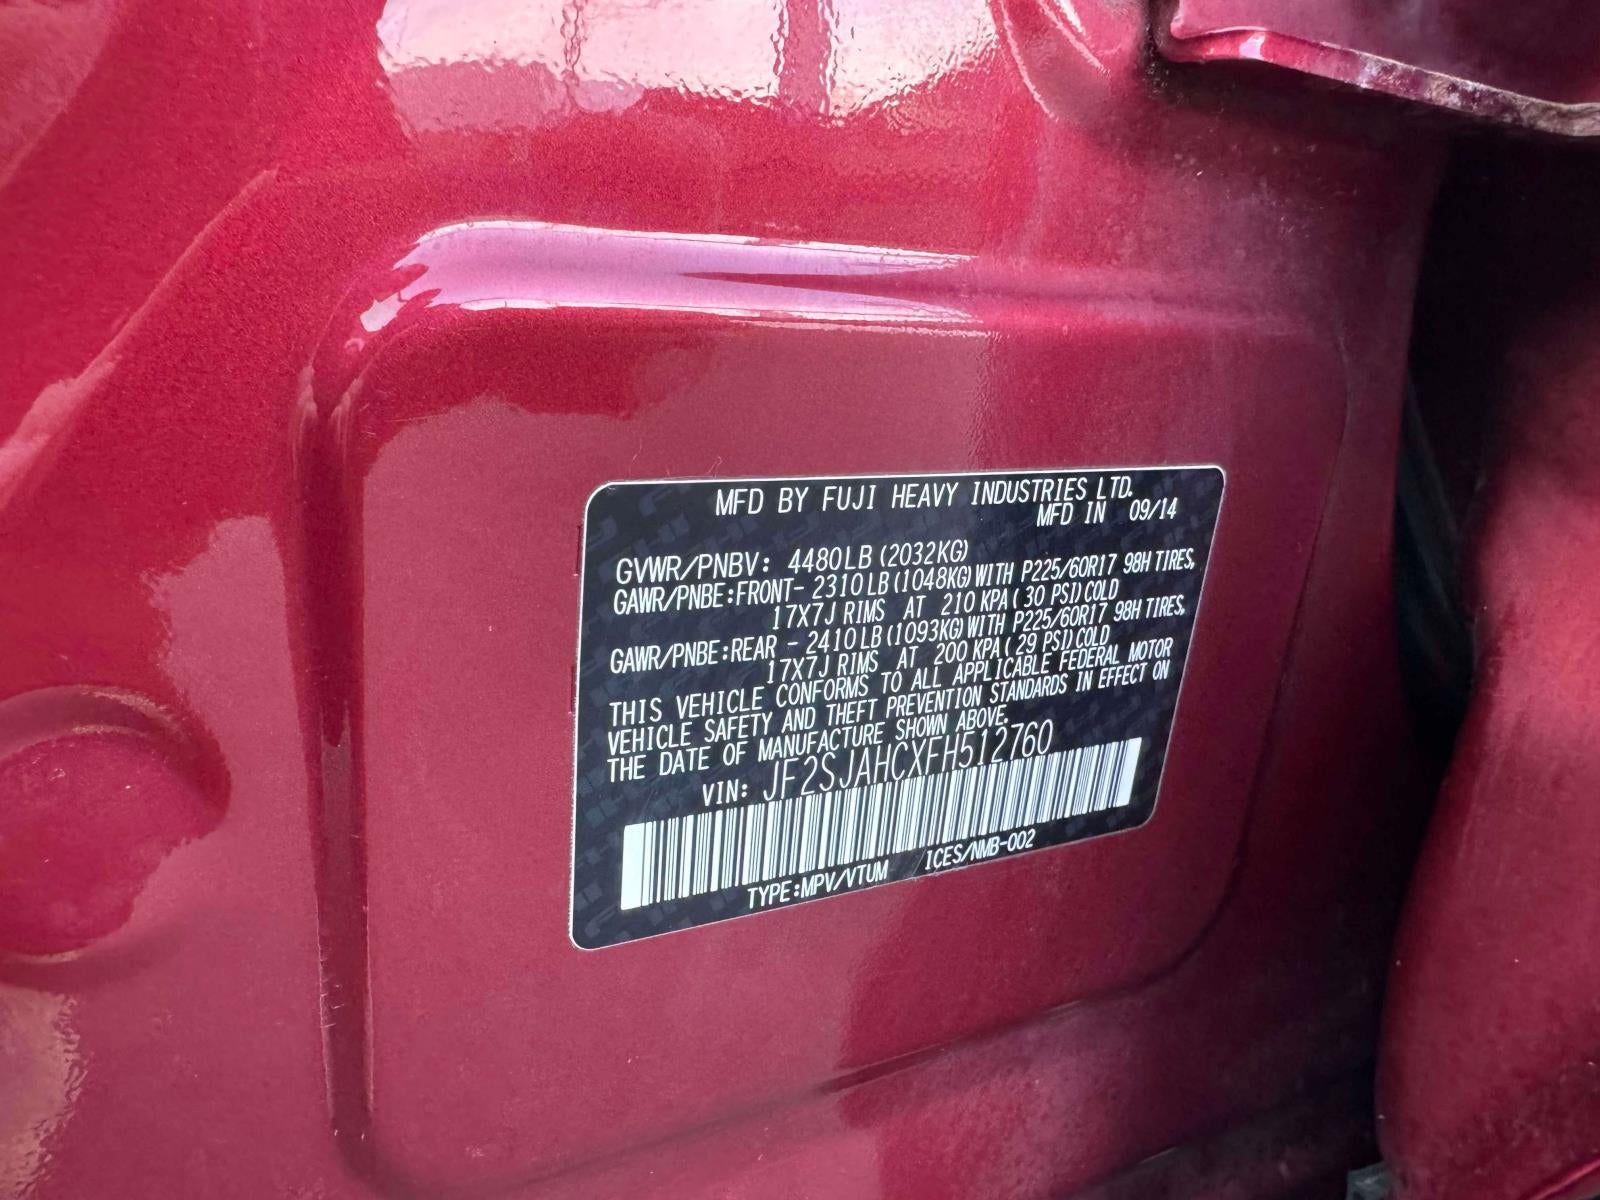 MFD BY FUJI HEAVY INDUSTRIES LTD.
MFD IN 09/14
GVWR/PNBV: 4480LB (2032KG)
GAWR/PNBE:FRONT- 2310LB (1048KG) WITH P225/60R17 98H TIRES,
17X7J RIMS AT 210 KPA( 30 PSI) COLD
GAWR/PNBE:REAR - 2410LB (1093KG) WITH P225/60R17 98H TIRES,
17X7J RIMS AT 200 KPA( 29 PSI) COLD
THIS VEHICLE CONFORMS TO ALL APPLICABLE FEDERAL MOTOR
VEHICLE SAFETY AND THEFT PREVENTION STANDARDS IN EFFECT ON
THE DATE OF MANUFACTURE SHOWN ABOVE.
VIN: JF2SJAHCXFH512760
TYPE:MPV/VTUM ICES/NMB-002